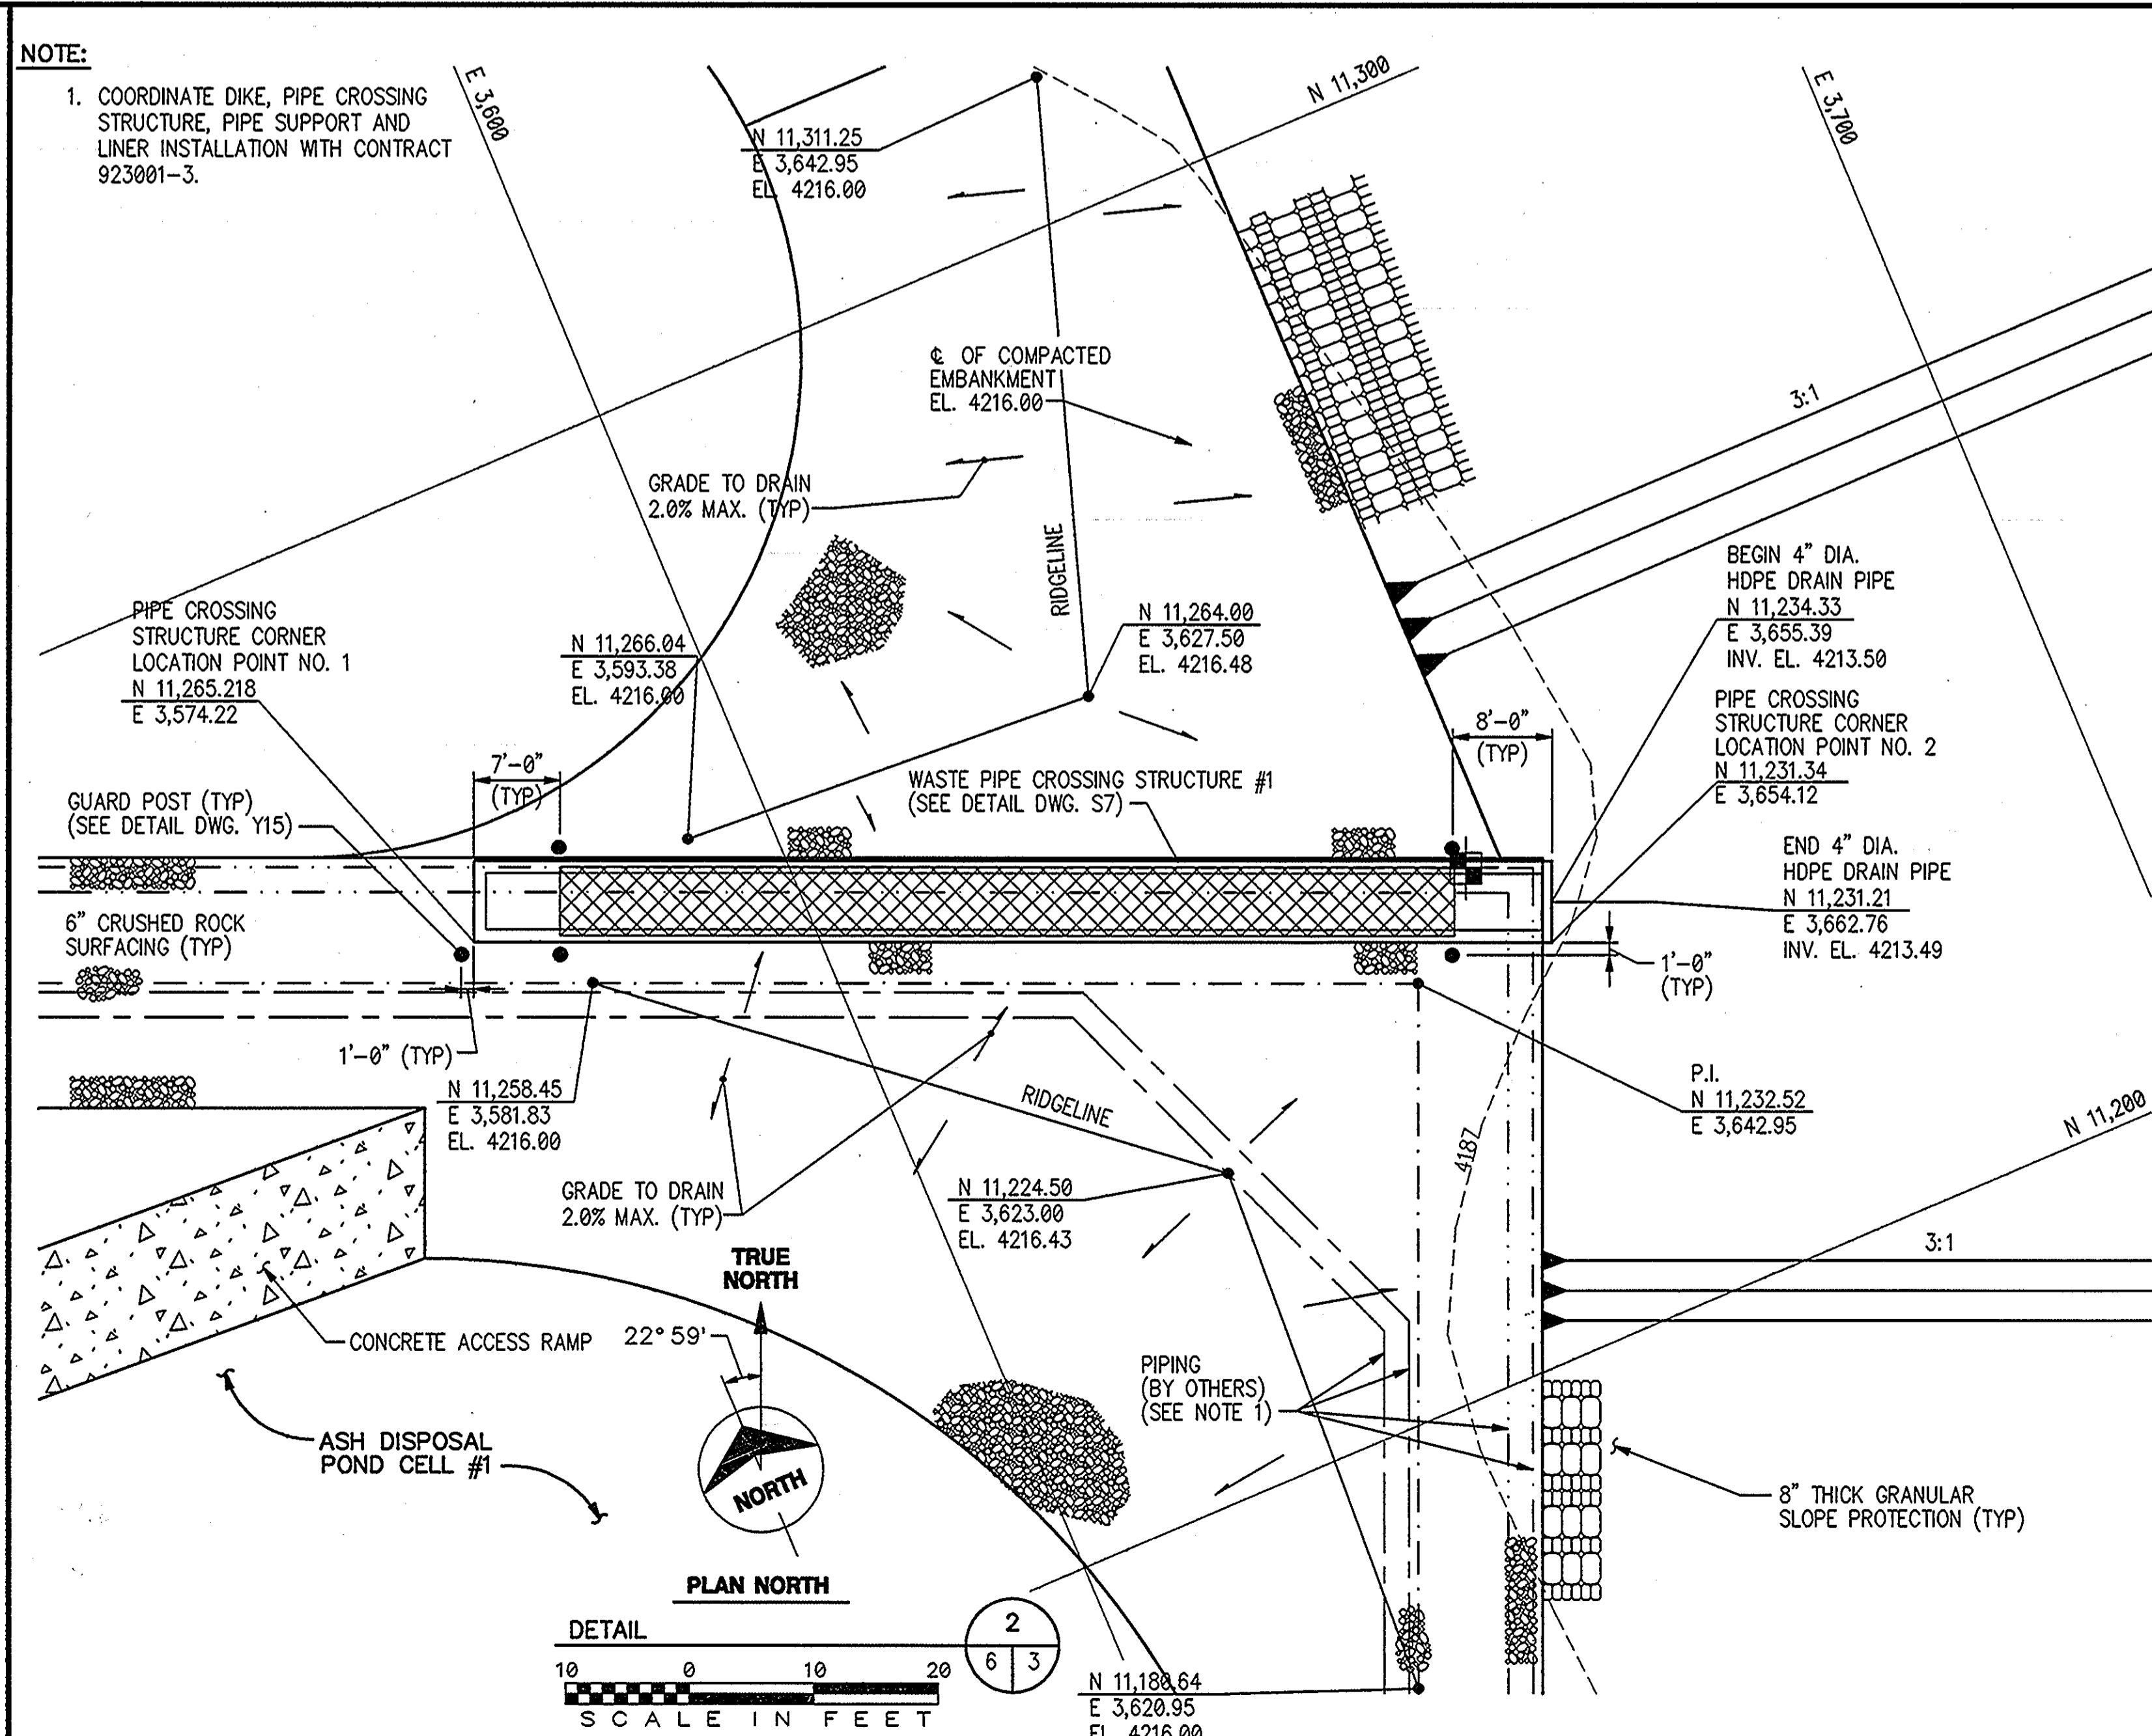 NOTE:
1. COORDINATE DIKE, PIPE CROSSING
STRUCTURE, PIPE SUPPORT AND
LINER INSTALLATION WITH CONTRACT
923001-3.
E 3,600
N 11,300
E 3,700
N 11,311.25
E 3,642.95
EL. 4216.00
℄ OF COMPACTED
EMBANKMENT
EL. 4216.00
3:1
GRADE TO DRAIN
2.0% MAX. (TYP)
RIDGELINE
BEGIN 4" DIA.
HDPE DRAIN PIPE
N 11,234.33
E 3,655.39
INV. EL. 4213.50
PIPE CROSSING
STRUCTURE CORNER
LOCATION POINT NO. 1
N 11,265.218
E 3,574.22
N 11,266.04
E 3,593.38
EL. 4216.00
N 11,264.00
E 3,627.50
EL. 4216.48
PIPE CROSSING
STRUCTURE CORNER
LOCATION POINT NO. 2
N 11,231.34
E 3,654.12
8'-0"
(TYP)
7'-0"
(TYP)
WASTE PIPE CROSSING STRUCTURE #1
(SEE DETAIL DWG. S7)
GUARD POST (TYP)
(SEE DETAIL DWG. Y15)
END 4" DIA.
HDPE DRAIN PIPE
N 11,231.21
E 3,662.76
INV. EL. 4213.49
6" CRUSHED ROCK
SURFACING (TYP)
1'-0"
(TYP)
1'-0" (TYP)
N 11,258.45
E 3,581.83
EL. 4216.00
RIDGELINE
P.I.
N 11,232.52
E 3,642.95
N 11,200
4187
GRADE TO DRAIN
2.0% MAX. (TYP)
N 11,224.50
E 3,623.00
EL. 4216.43
3:1
TRUE
NORTH
22° 59'
CONCRETE ACCESS RAMP
PIPING
(BY OTHERS)
(SEE NOTE 1)
ASH DISPOSAL
POND CELL #1
NORTH
8" THICK GRANULAR
SLOPE PROTECTION (TYP)
PLAN NORTH
DETAIL
2
6 3
10 0 10 20
SCALE IN FEET
N 11,180.64
E 3,620.95
EL. 4216.00